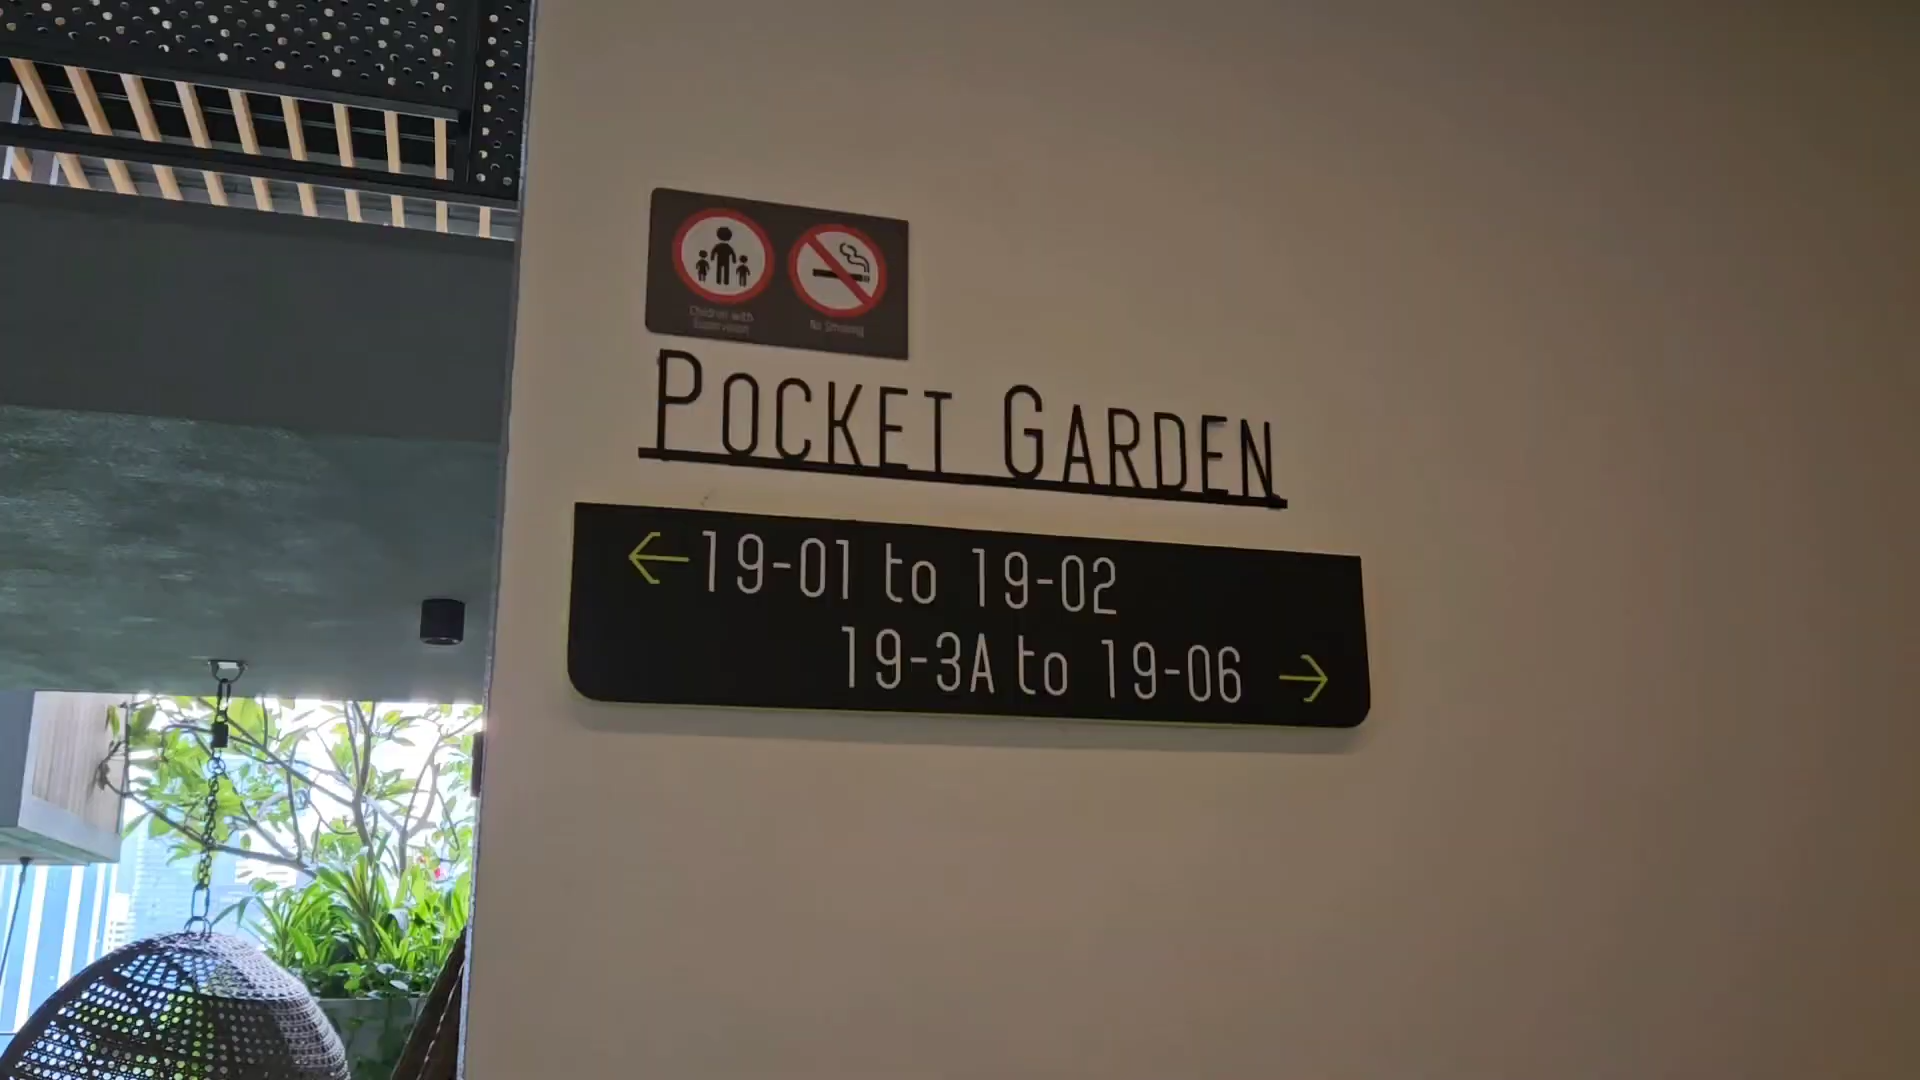 Children with
Supervision
No Smoking
POCKET GARDEN
←19-01 to 19-02
19-3A to 19-06 →